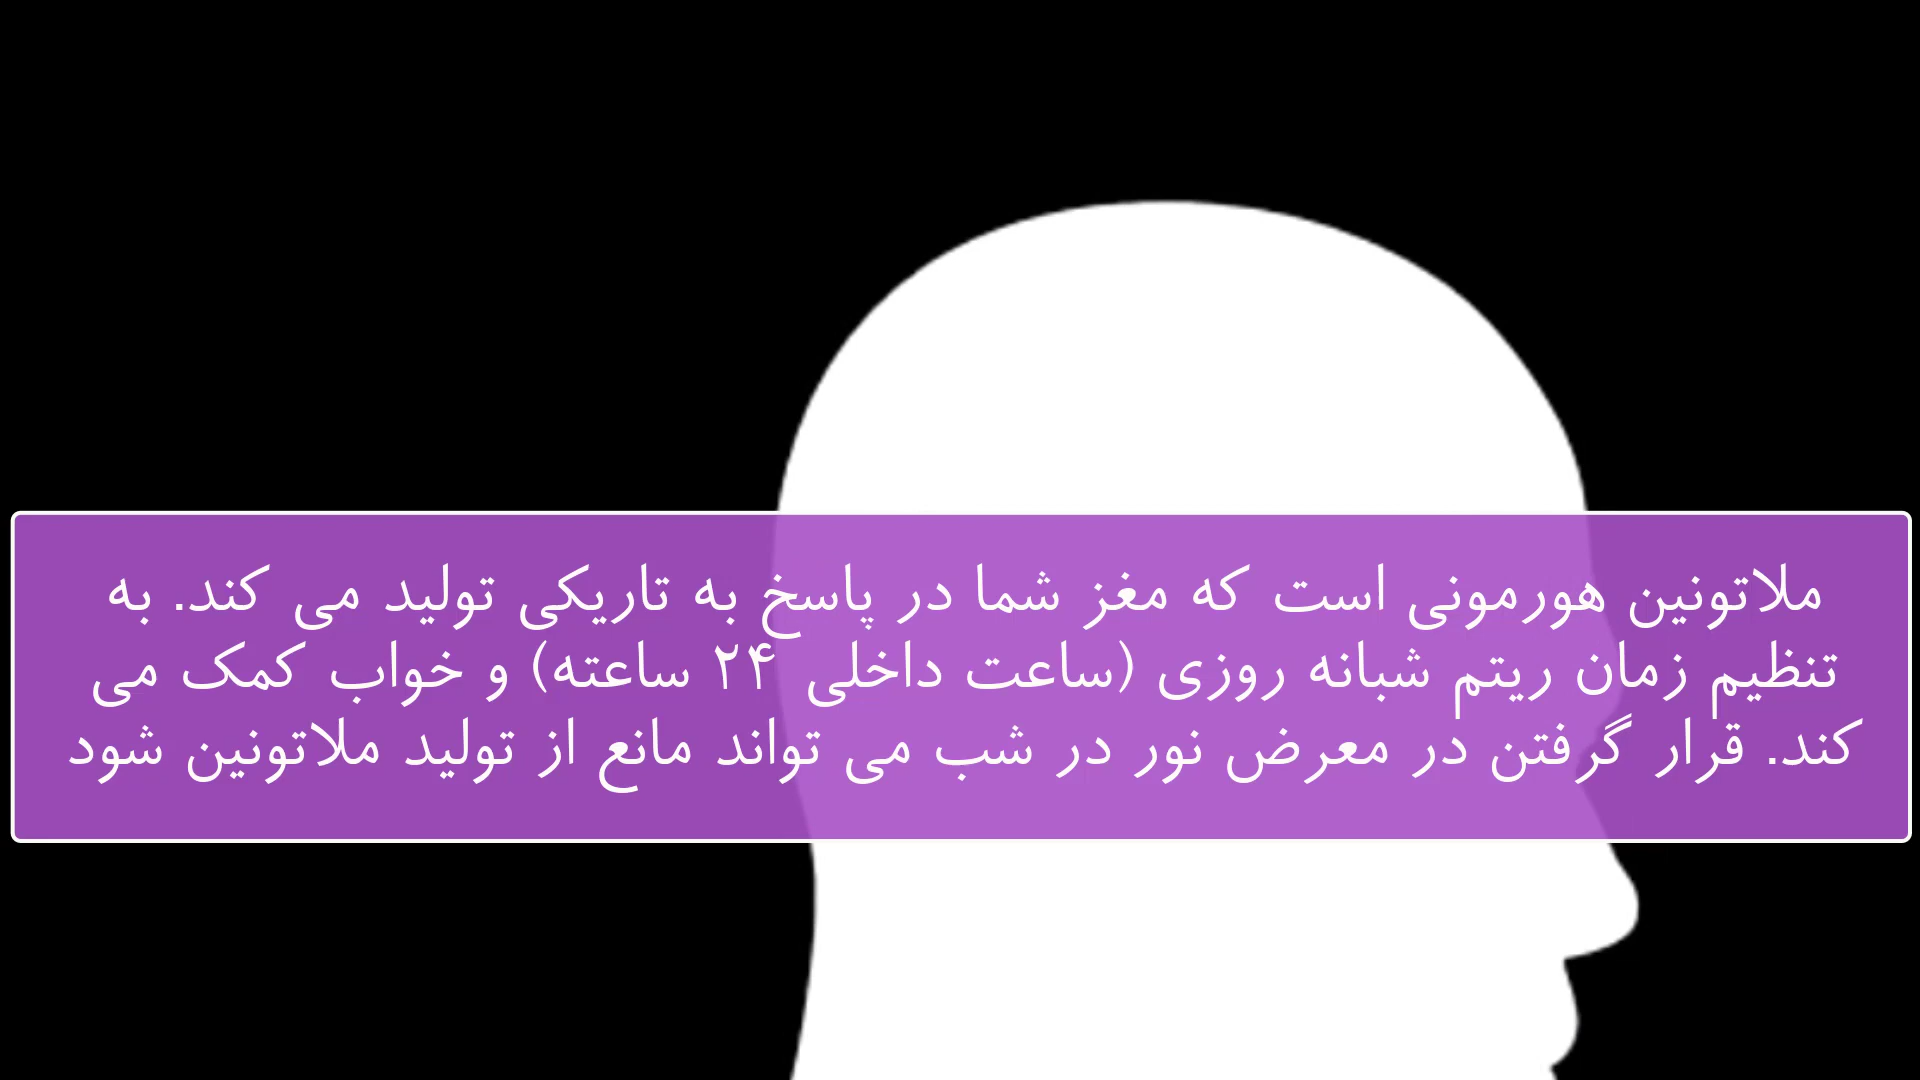 ملاتونین هورمونی است که مغز شما در پاسخ به تاریکی تولید می کند. به
تنظیم زمان ریتم شبانه روزی (ساعت داخلی ۲۴ ساعته) و خواب کمک می
کند. قرار گرفتن در معرض نور در شب می تواند مانع از تولید ملاتونین شود